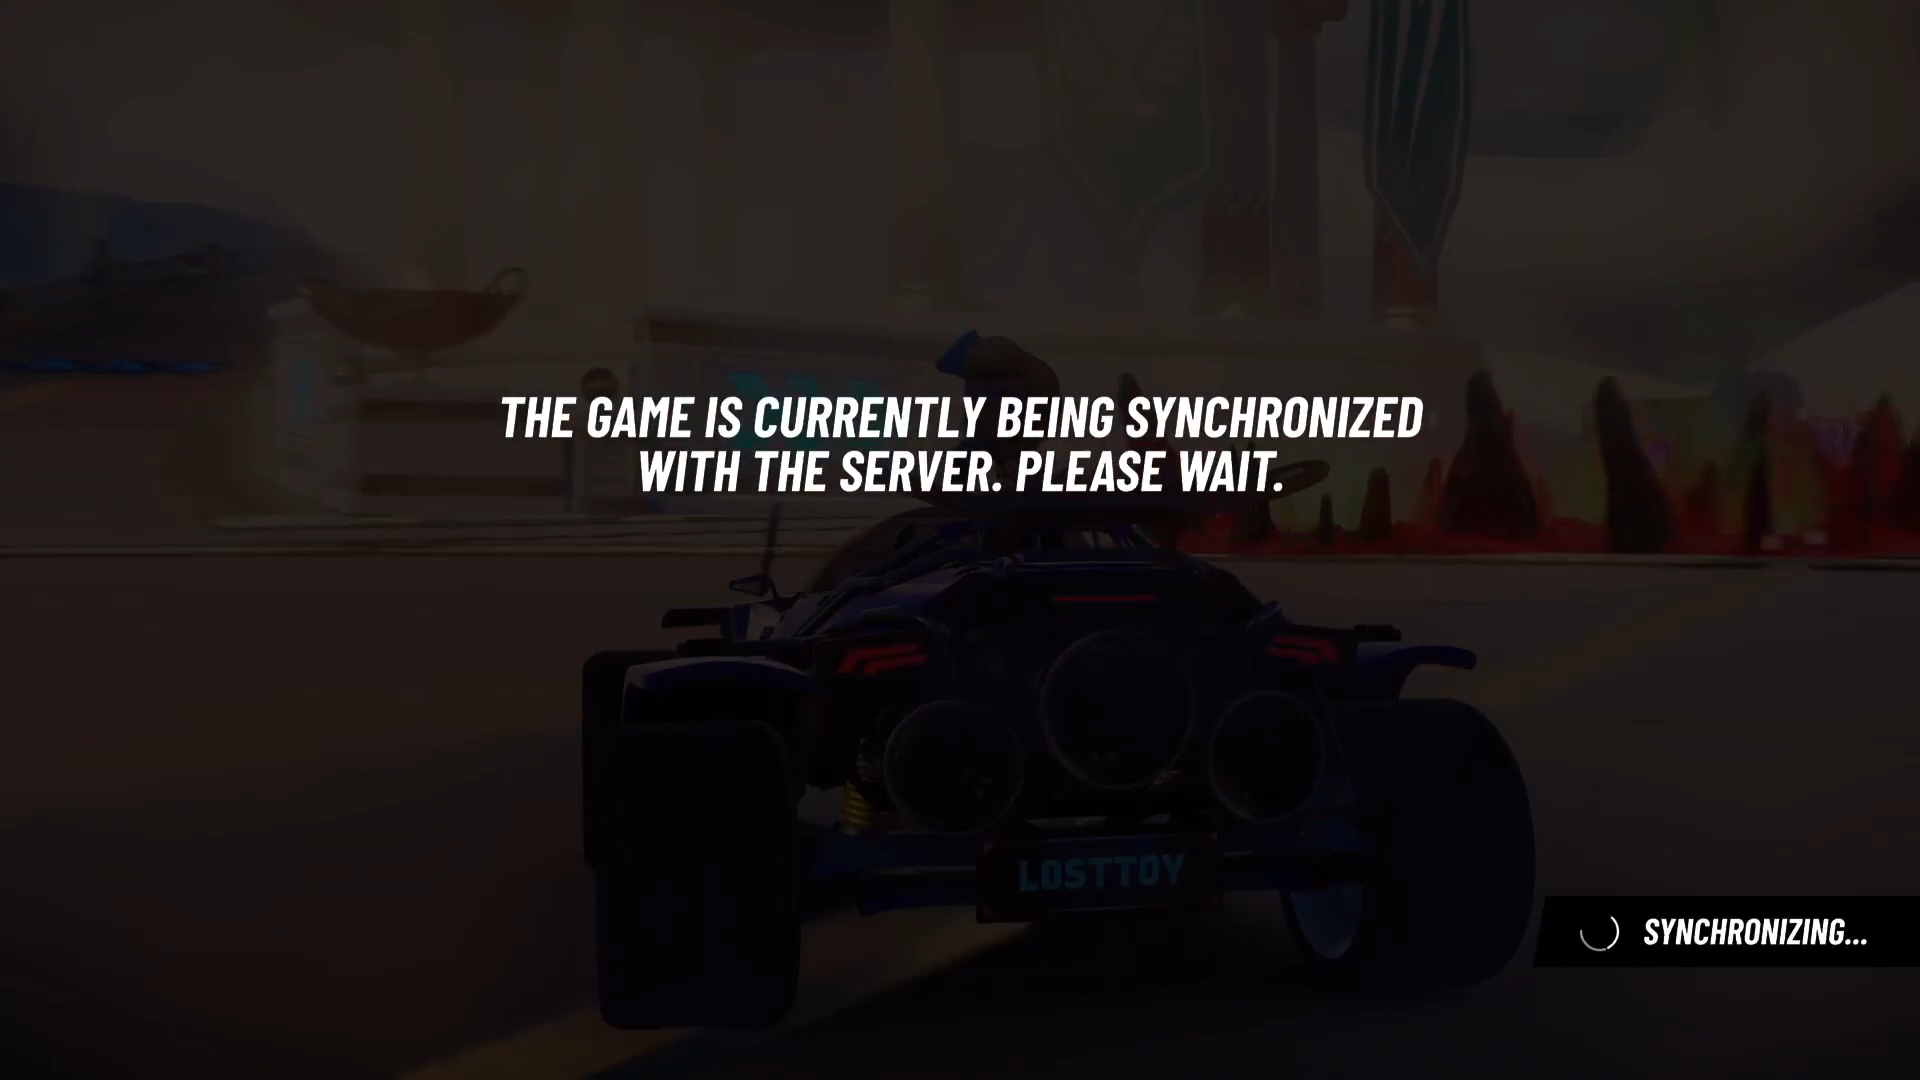 THE GAME IS CURRENTLY BEING SYNCHRONIZED
WITH THE SERVER. PLEASE WAIT.
LOSTTOY
SYNCHRONIZING...